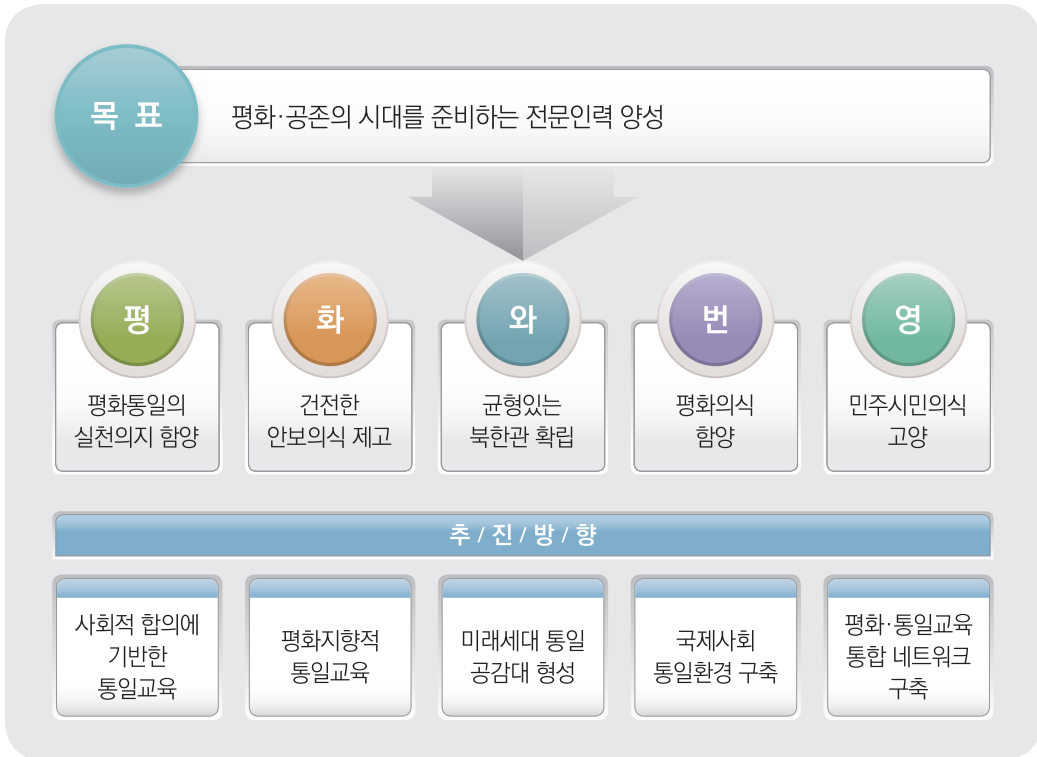 목 표
평화·공존의 시대를 준비하는 전문인력 양성
평
평화통일의
실천의지 함양
화
건전한
안보의식 제고
와
균형있는
북한관 확립
번
평화의식
함양
영
민주시민의식
고양
추/진/방/향
사회적 합의에
기반한
통일교육
평화지향적
통일교육
미래세대 통일
공감대 형성
국제사회
통일환경 구축
평화·통일교육
통합 네트워크
구축